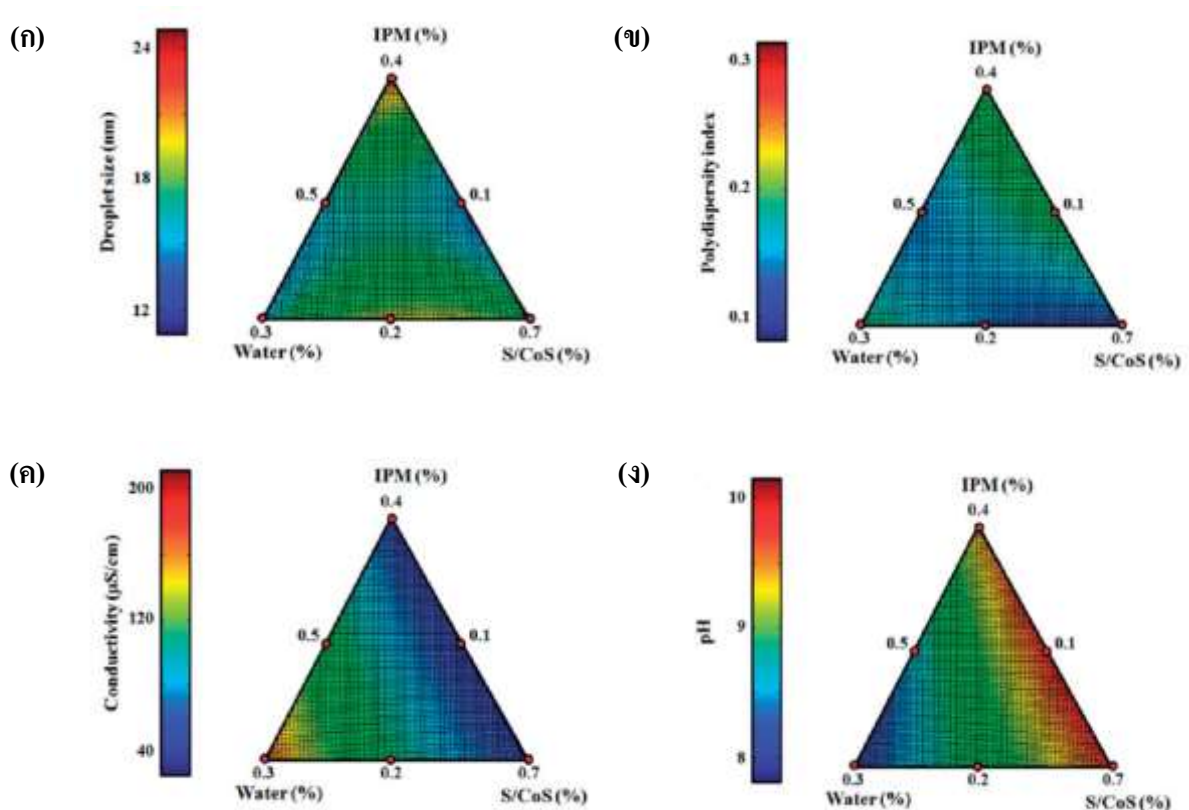 (ก)
IPM (%)
0.4
24
18
12
Droplet size (nm)
0.5
0.1
0.3
0.2
0.7
Water (%)
S/CoS (%)
(ข)
IPM (%)
0.4
0.3
0.2
0.1
Polydispersity index
0.5
0.1
0.3
0.2
0.7
Water (%)
S/CoS (%)
(ค)
IPM (%)
0.4
200
120
40
Conductivity (µS/cm)
0.5
0.1
0.3
0.2
0.7
Water (%)
S/CoS (%)
(ง)
IPM (%)
0.4
10
9
8
pH
0.5
0.1
0.3
0.2
0.7
Water (%)
S/CoS (%)